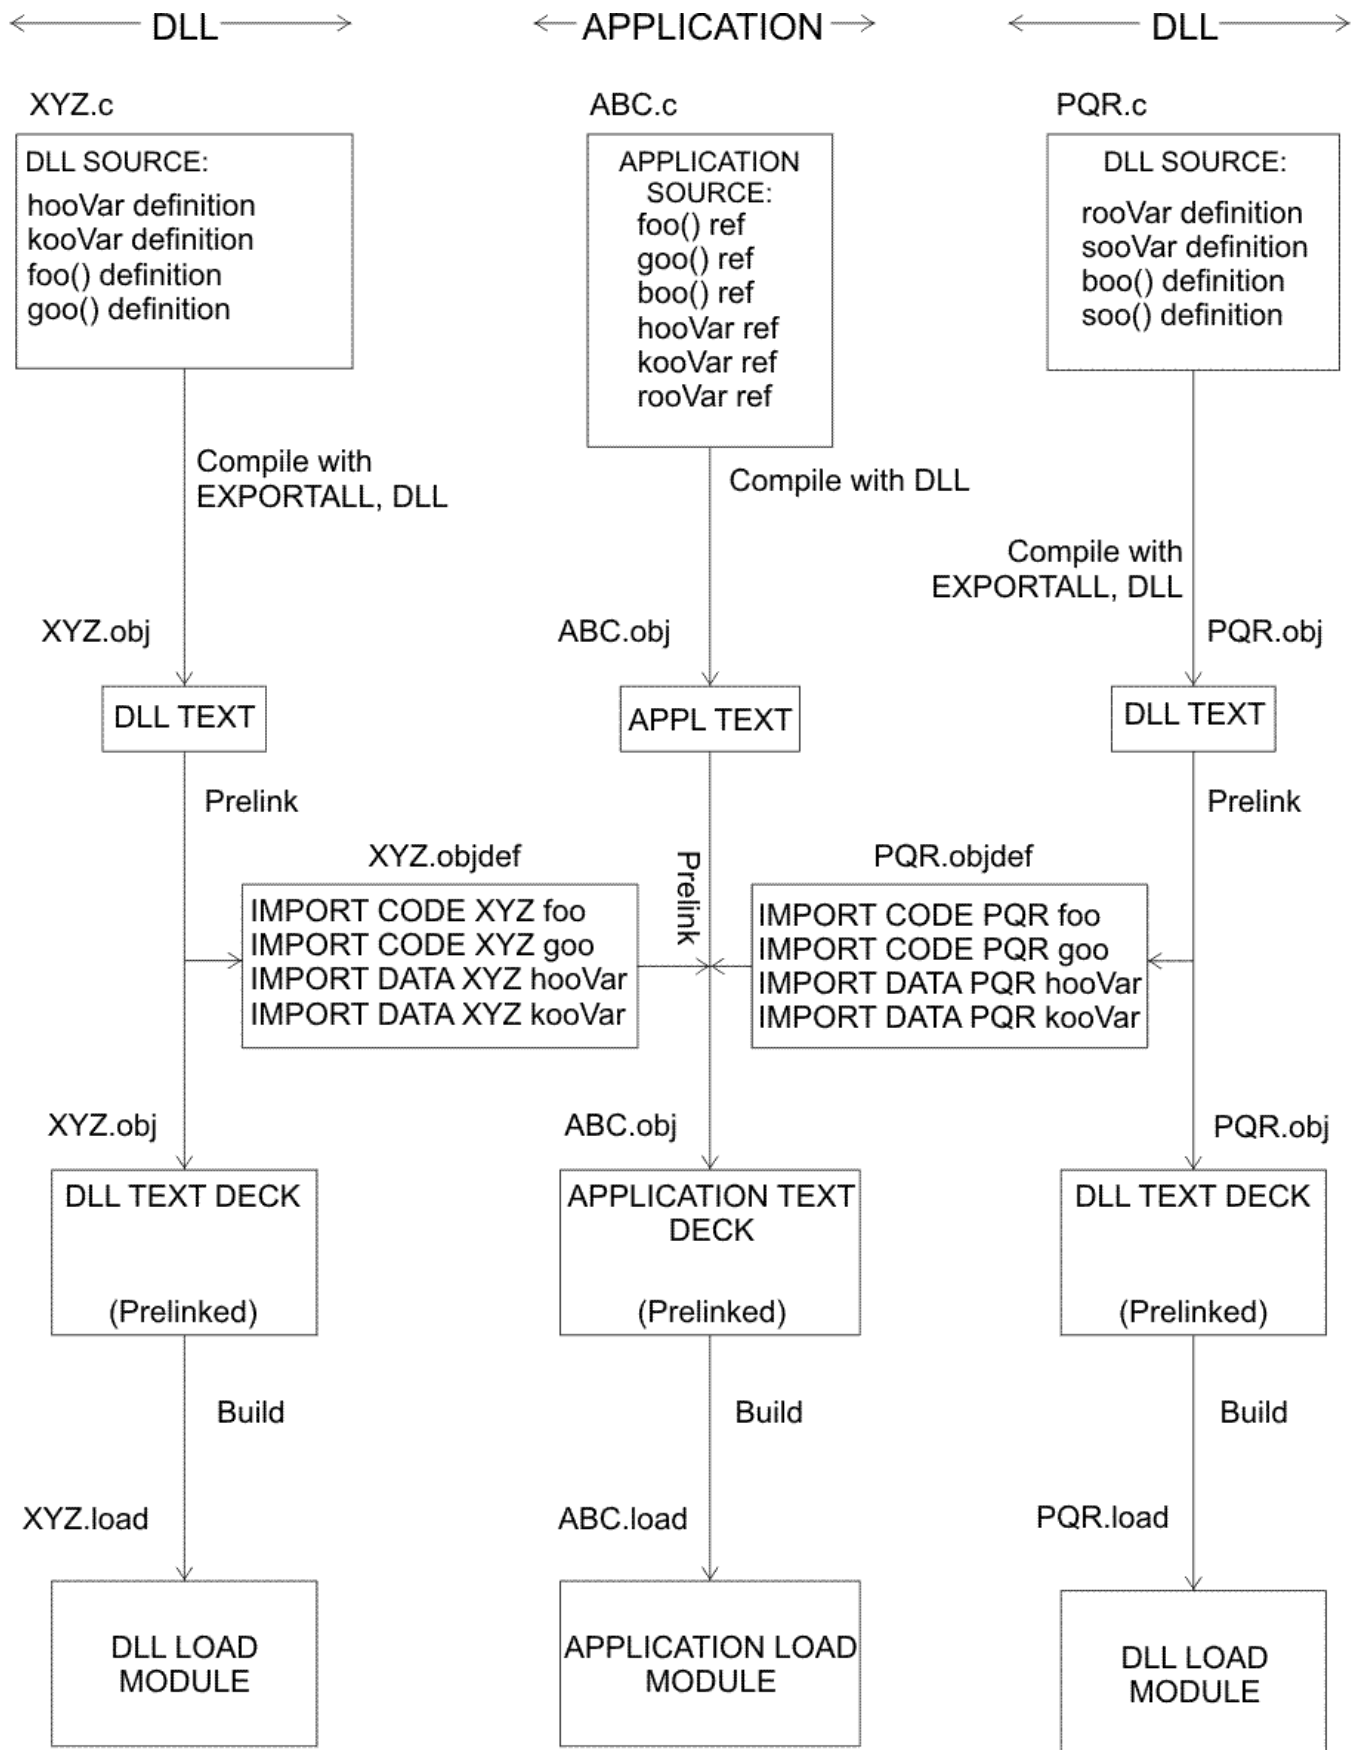 DLL
APPLICATION
DLL
XYZ.c
ABC.c
PQR.c
DLL SOURCE:
hooVar definition
kooVar definition
foo() definition
goo() definition
APPLICATION
SOURCE:
foo() ref
goo() ref
boo() ref
hooVar ref
kooVar ref
rooVar ref
DLL SOURCE:
rooVar definition
sooVar definition
boo() definition
soo() definition
Compile with
EXPORTALL, DLL
Compile with DLL
Compile with
EXPORTALL, DLL
XYZ.obj
ABC.obj
PQR.obj
DLL TEXT
APPL TEXT
DLL TEXT
Prelink
Prelink
Prelink
XYZ.objdef
PQR.objdef
IMPORT CODE XYZ foo
IMPORT CODE XYZ goo
IMPORT DATA XYZ hooVar
IMPORT DATA XYZ kooVar
IMPORT CODE PQR foo
IMPORT CODE PQR goo
IMPORT DATA PQR hooVar
IMPORT DATA PQR kooVar
XYZ.obj
ABC.obj
PQR.obj
DLL TEXT DECK
(Prelinked)
APPLICATION TEXT
DECK
(Prelinked)
DLL TEXT DECK
(Prelinked)
Build
Build
Build
XYZ.load
ABC.load
PQR.load
DLL LOAD
MODULE
APPLICATION LOAD
MODULE
DLL LOAD
MODULE